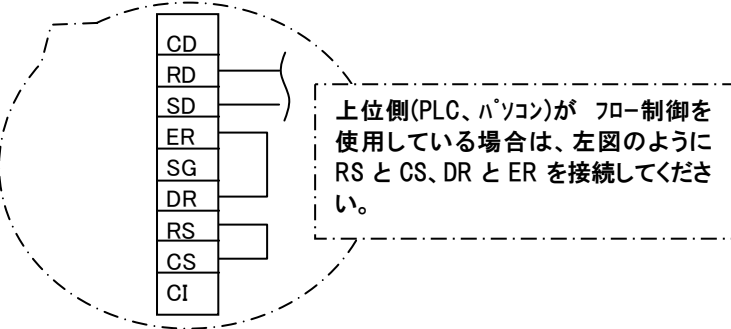 CD
RD
SD
ER
SG
DR
RS
CS
CI
上位側(PLC、ﾊﾟｿｺﾝ)が ﾌﾛｰ制御を
使用している場合は、左図のように
RS と CS、DR と ER を接続してくださ
い。